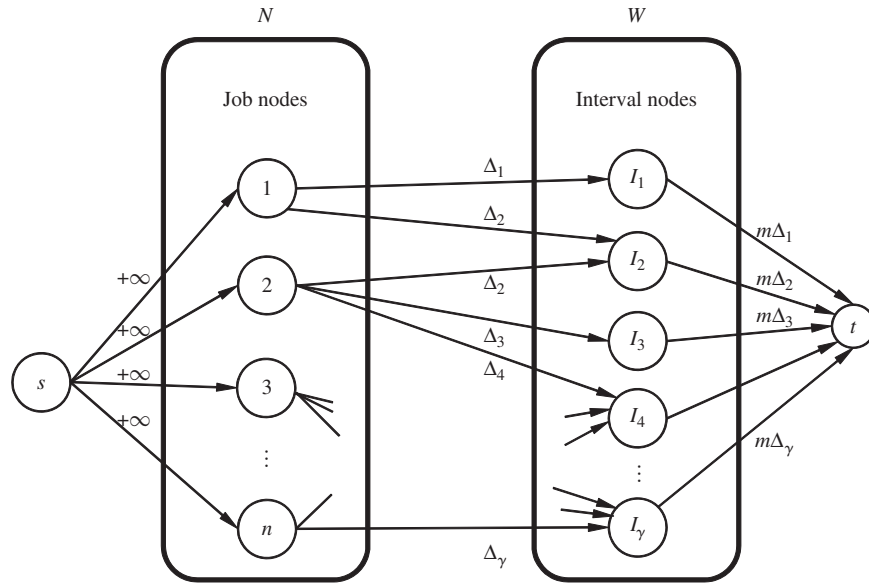 N W
Job nodes Interval nodes
1 Δ₁ I₁
Δ₂ mΔ₁
+∞ 2 Δ₂ I₂ mΔ₂
+∞ Δ₃ I₃ mΔ₃ t
s +∞ 3 Δ₄ I₄
+∞ ⋮ ⋮ mΔᵧ
n Δᵧ Iᵧ